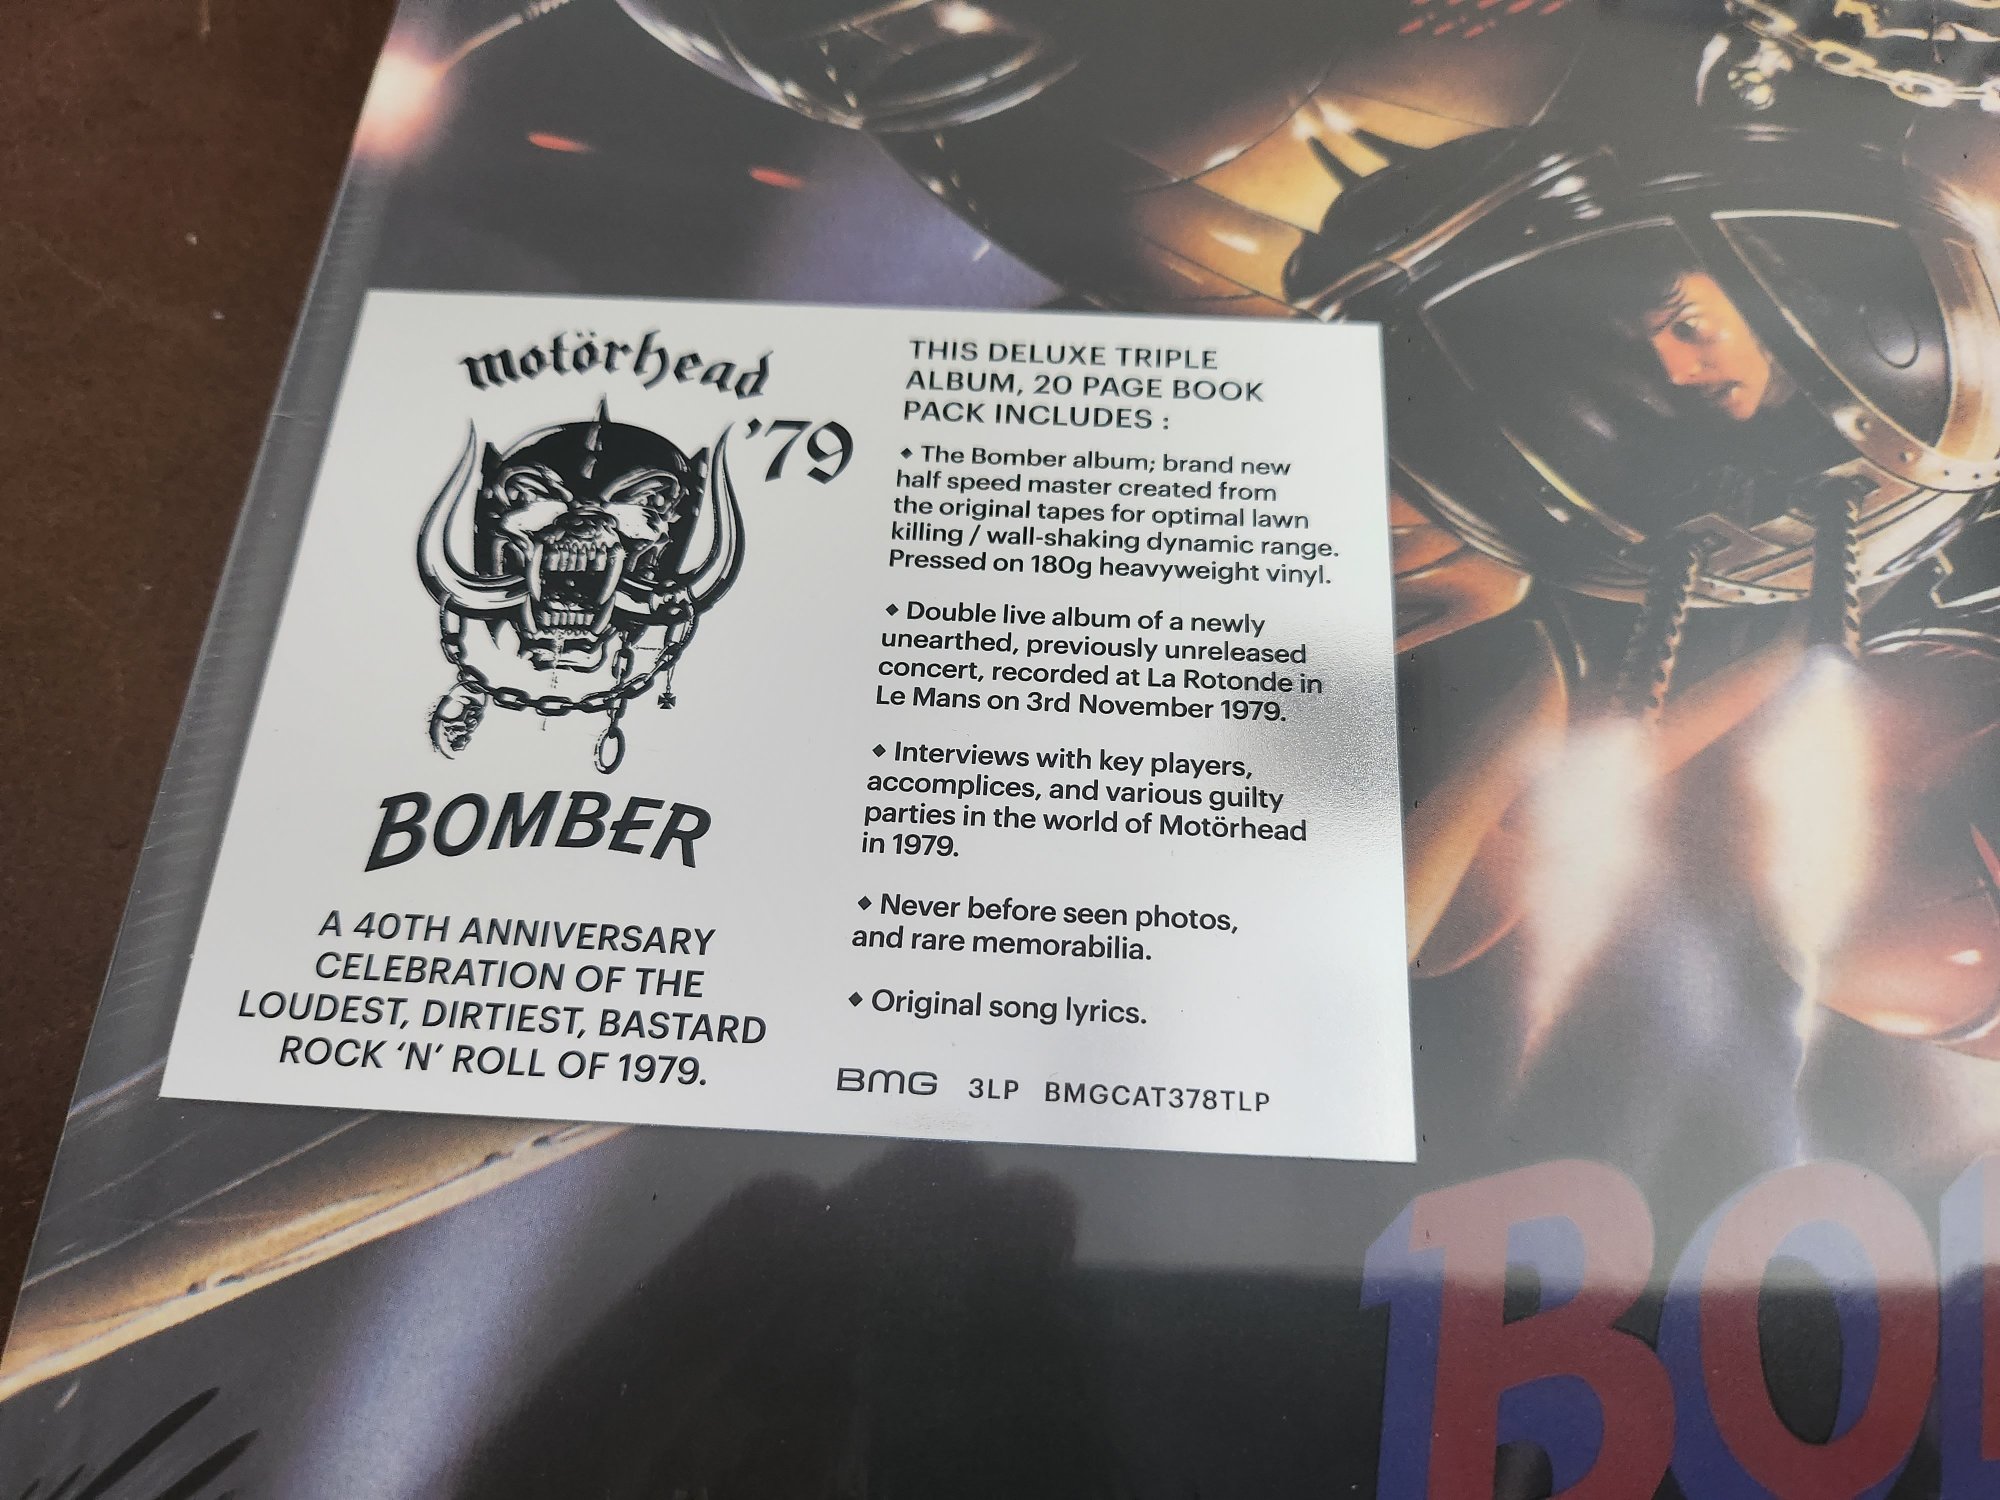 motörhead
'79
BOMBER
A 40TH ANNIVERSARY
CELEBRATION OF THE
LOUDEST, DIRTIEST, BASTARD
ROCK ‘N’ ROLL OF 1979.
THIS DELUXE TRIPLE
ALBUM, 20 PAGE BOOK
PACK INCLUDES :
◆ The Bomber album; brand new
half speed master created from
the original tapes for optimal lawn
killing / wall-shaking dynamic range.
Pressed on 180g heavyweight vinyl.
◆ Double live album of a newly
unearthed, previously unreleased
concert, recorded at La Rotonde in
Le Mans on 3rd November 1979.
◆ Interviews with key players,
accomplices, and various guilty
parties in the world of Motörhead
in 1979.
◆ Never before seen photos,
and rare memorabilia.
◆ Original song lyrics.
BMG 3LP BMGCAT378TLP
BO